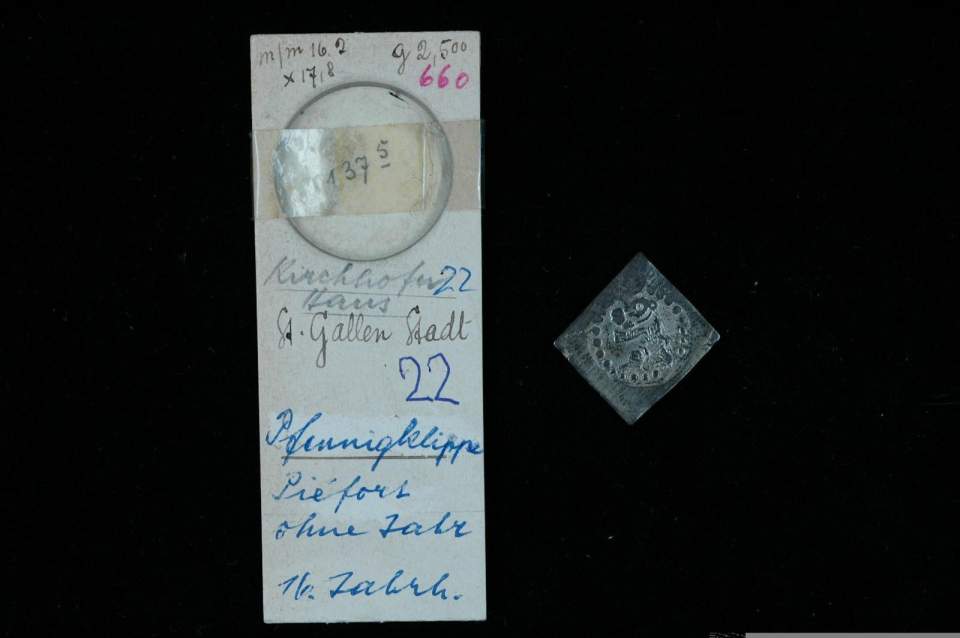 m/m 16.2
x 17,8
g 2,500
660
137 5
Kirchhofer 22
Hans
St. Gallen Stadt
22
Pfennigklippe
Piéfort
ohne Jahr
16. Jahrh.